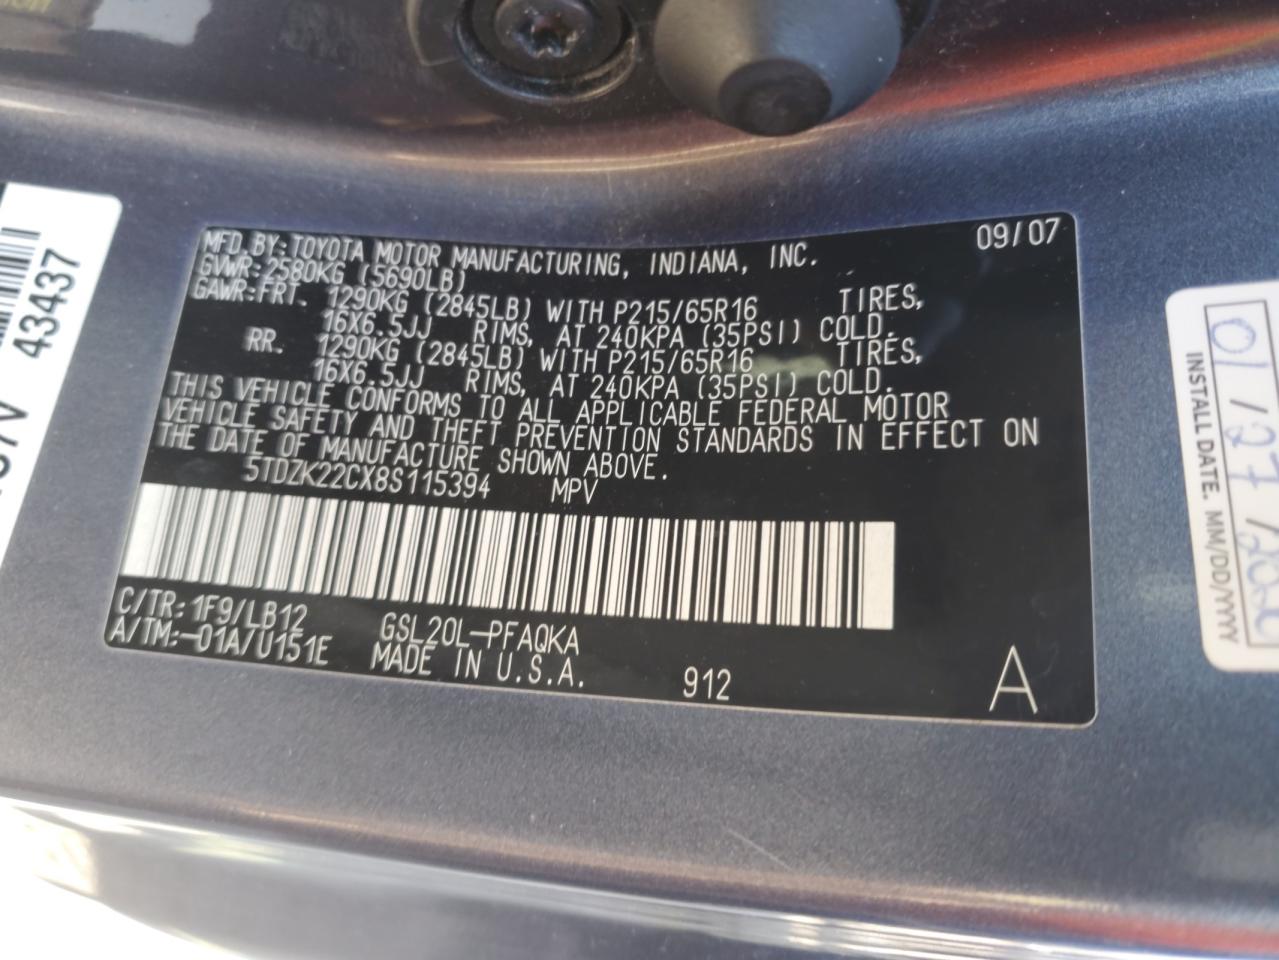 MFD.BY:TOYOTA MOTOR MANUFACTURING, INDIANA, INC. 09/07
GVWR:2580KG (5690LB)
GAWR:FRT. 1290KG (2845LB) WITH P215/65R16 TIRES,
16X6.5JJ RIMS, AT 240KPA (35PSI) COLD.
RR. 1290KG (2845LB) WITH P215/65R16 TIRES,
16X6.5JJ RIMS, AT 240KPA (35PSI) COLD.
THIS VEHICLE CONFORMS TO ALL APPLICABLE FEDERAL MOTOR
VEHICLE SAFETY AND THEFT PREVENTION STANDARDS IN EFFECT ON
THE DATE OF MANUFACTURE SHOWN ABOVE.
5TDZK22CX8S115394 MPV
C/TR:1F9/LB12 GSL20L-PFAQKA
A/TM:-01A/U151E MADE IN U.S.A. 912
A
43437
01/27/202
INSTALL DATE. MM/DD/YYYY